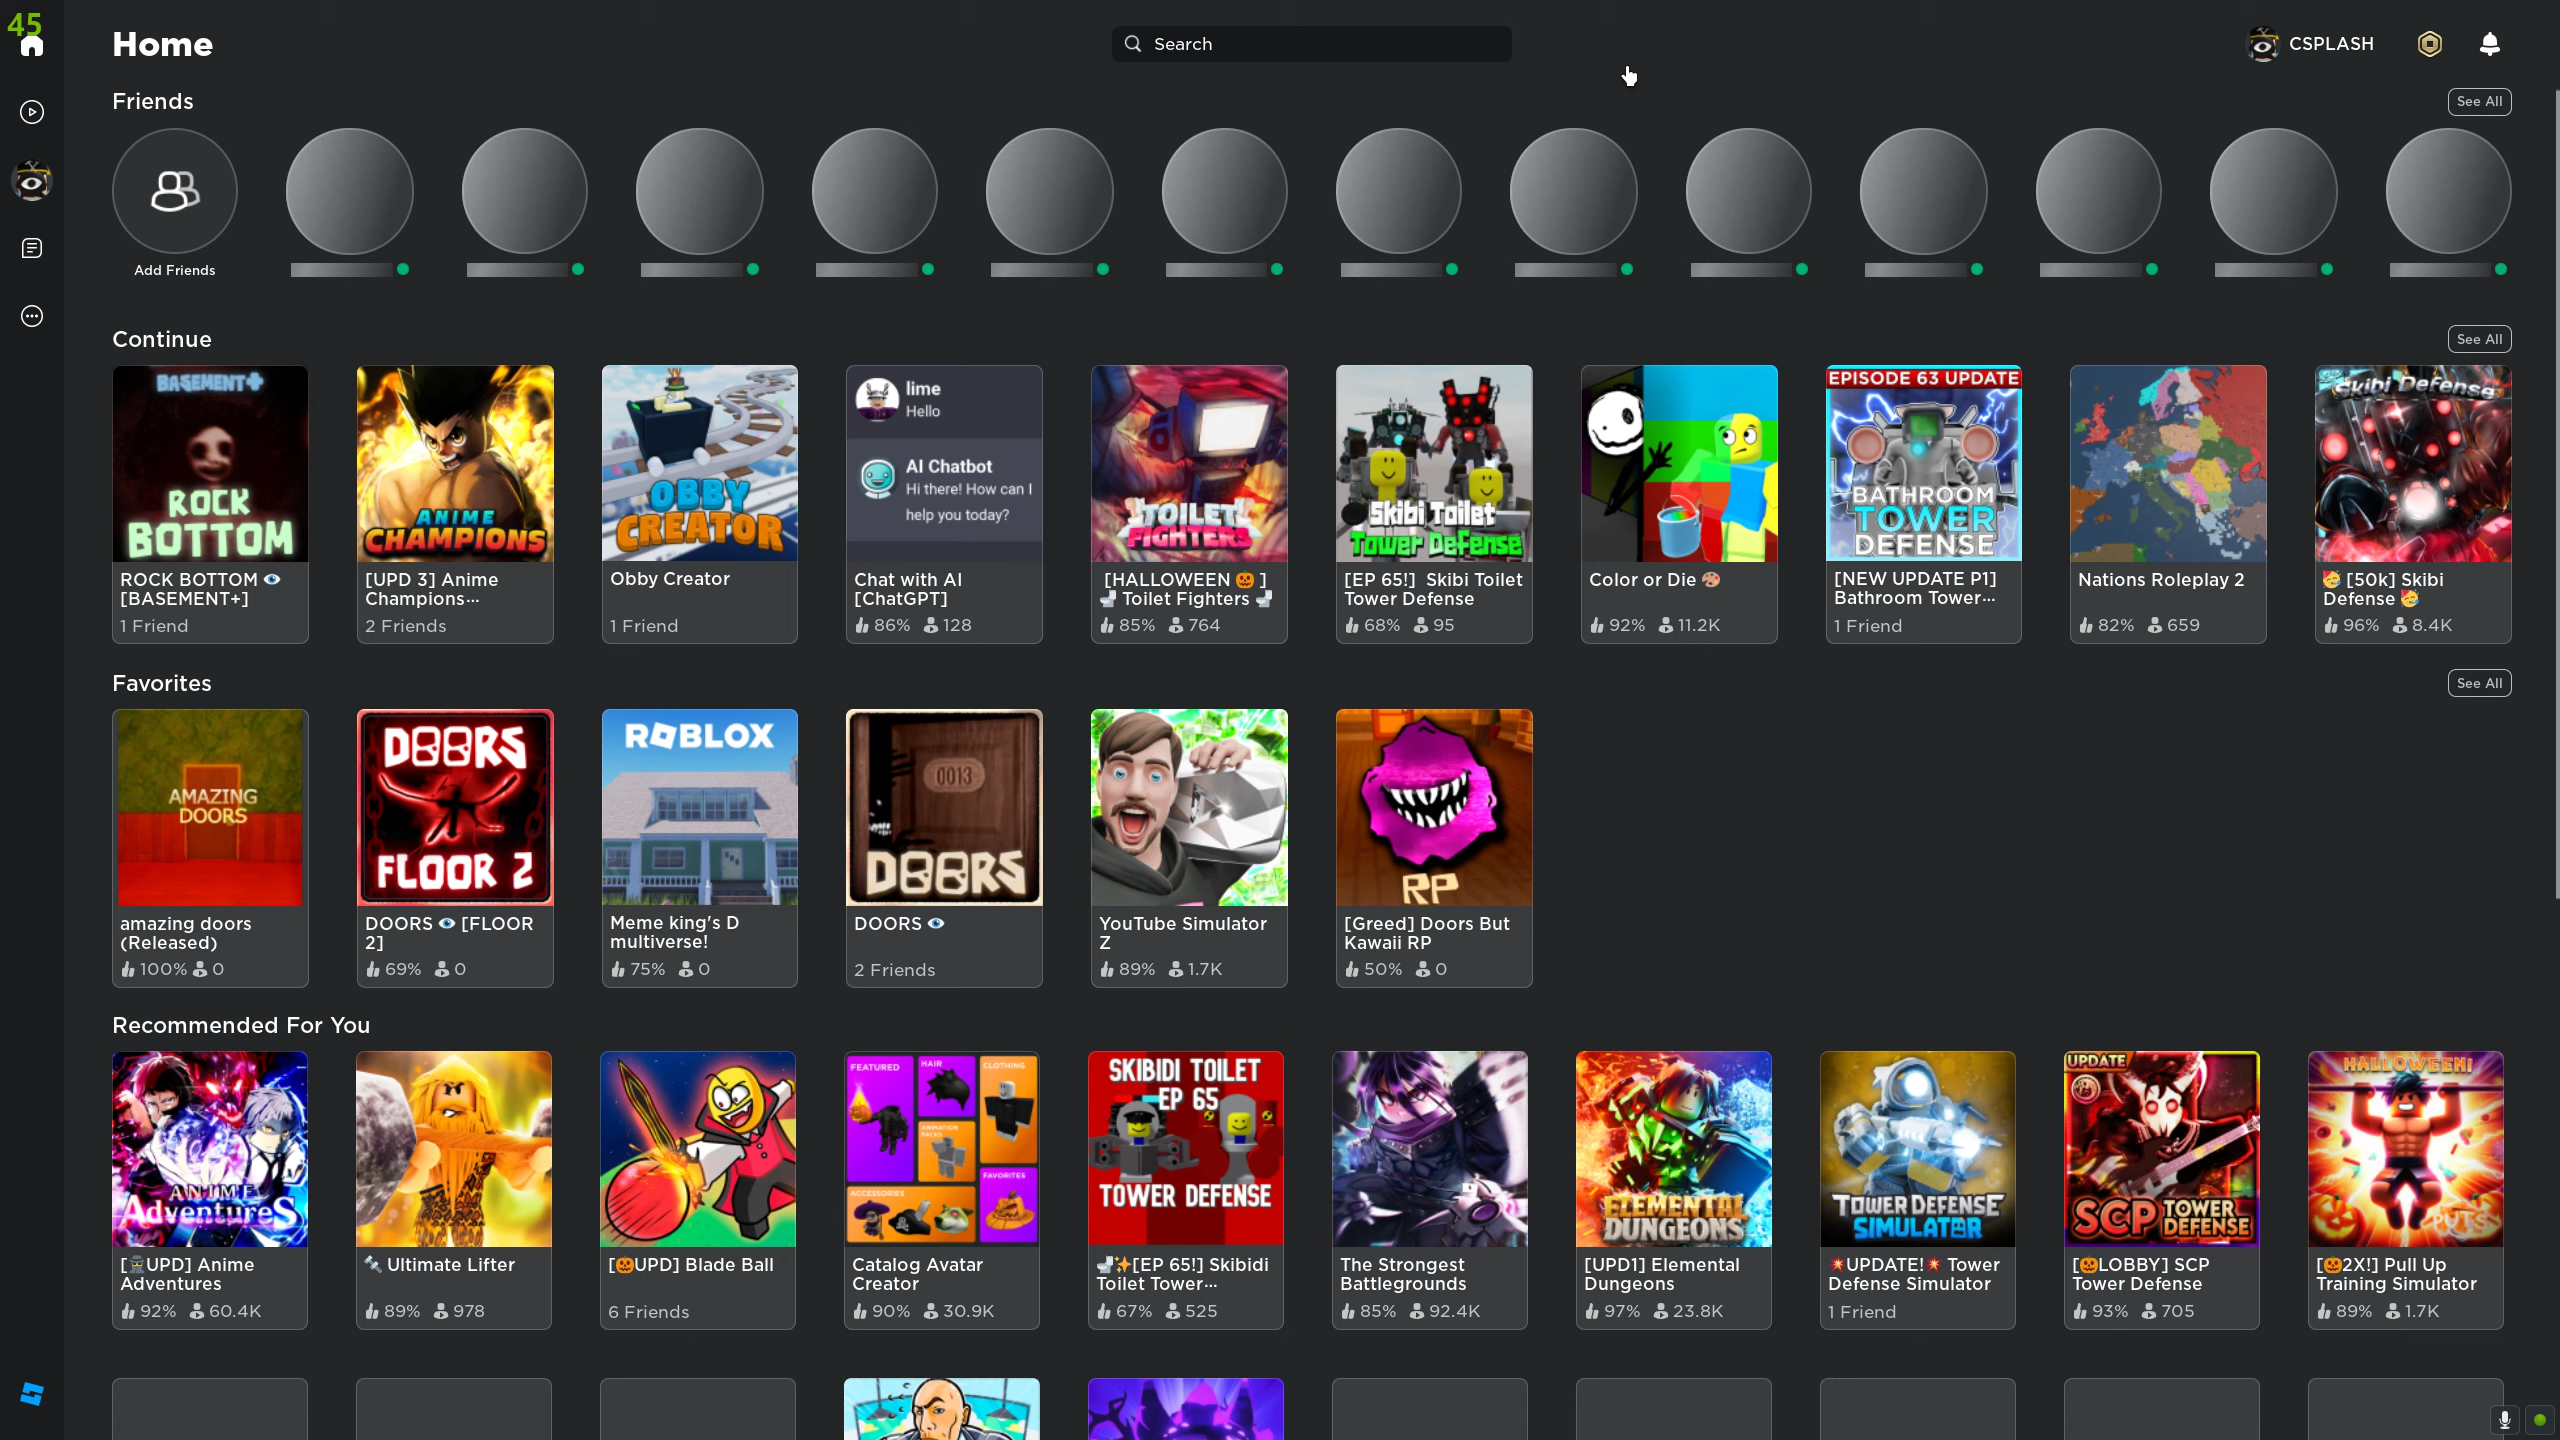 45
Home
Search
CSPLASH
Friends
See All
Add Friends
Continue
See All
BASEMENT+
ROCK
BOTTOM
ANIME
CHAMPIONS
OBBY
CREATOR
lime
Hello
AI Chatbot
Hi there! How can I
help you today?
TOILET
FIGHTERS
Skibi Toilet
Tower Defense
EPISODE 63 UPDATE
BATHROOM
TOWER
DEFENSE
Skibi Defense
ROCK BOTTOM 👁
[BASEMENT+]
1 Friend
[UPD 3] Anime
Champions...
2 Friends
Obby Creator
1 Friend
Chat with AI
[ChatGPT]
86% 128
[HALLOWEEN 🎃 ]
🚽 Toilet Fighters 🚽
85% 764
[EP 65!] Skibi Toilet
Tower Defense
68% 95
Color or Die 🎨
92% 11.2K
[NEW UPDATE P1]
Bathroom Tower...
1 Friend
Nations Roleplay 2
82% 659
🥳 [50k] Skibi
Defense 🥳
96% 8.4K
Favorites
See All
AMAZING
DOORS
DOORS
FLOOR 2
ROBLOX
0013
DOORS
RP
amazing doors
(Released)
100% 0
DOORS 👁 [FLOOR
2]
69% 0
Meme king's D
multiverse!
75% 0
DOORS 👁
2 Friends
YouTube Simulator
Z
89% 1.7K
[Greed] Doors But
Kawaii RP
50% 0
Recommended For You
ANIME
AdventureS
FEATURED
HAIR
CLOTHING
ANIMATION
PACKS
FAVORITES
ACCESSORIES
SKIBIDI TOILET
EP 65
TOWER DEFENSE
ELEMENTAL
DUNGEONS
TOWER DEFENSE
SIMULATOR
UPDATE
SCP TOWER
DEFENSE
HALLOWEEN!
[🕵UPD] Anime
Adventures
92% 60.4K
🔩 Ultimate Lifter
89% 978
[🎃UPD] Blade Ball
6 Friends
Catalog Avatar
Creator
90% 30.9K
🚽✨[EP 65!] Skibidi
Toilet Tower...
67% 525
The Strongest
Battlegrounds
85% 92.4K
[UPD1] Elemental
Dungeons
97% 23.8K
💥UPDATE!💥 Tower
Defense Simulator
1 Friend
[🎃LOBBY] SCP
Tower Defense
93% 705
[🎃2X!] Pull Up
Training Simulator
89% 1.7K